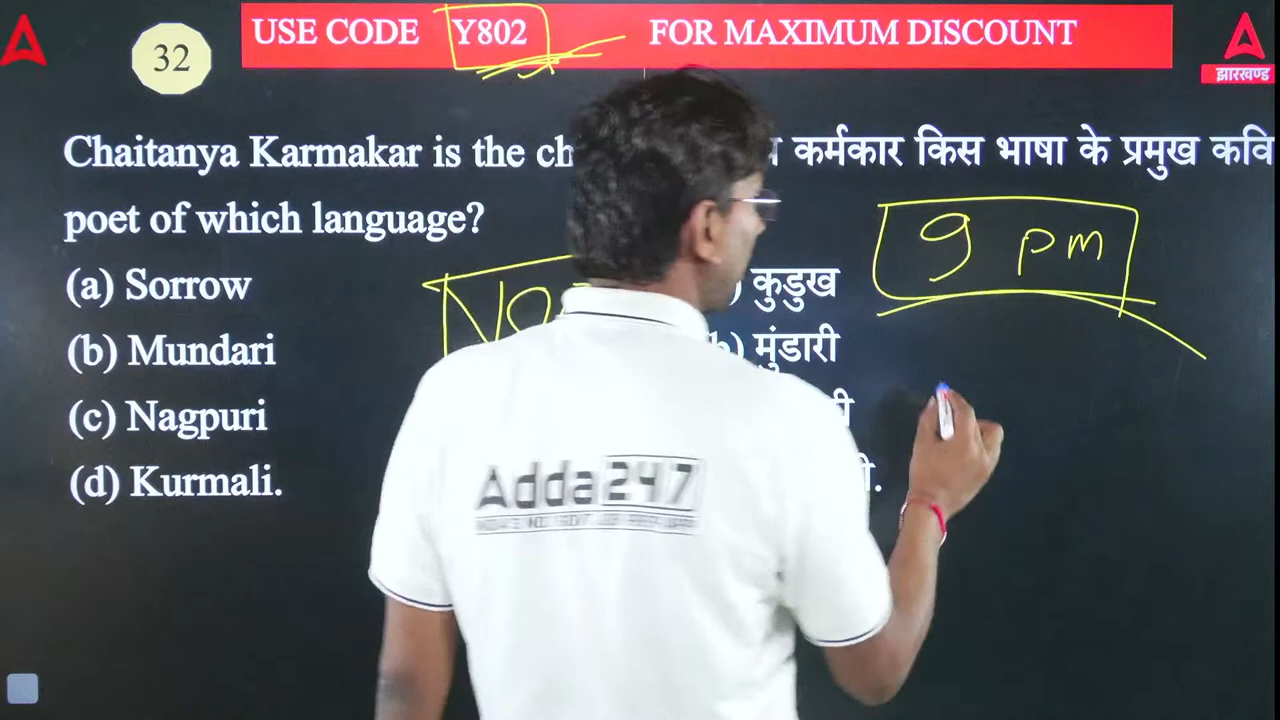 USE CODE Y802 FOR MAXIMUM DISCOUNT
32
झारखण्ड
Chaitanya Karmakar is the
कर्मकार किस भाषा के प्रमुख कवि
poet of which language?
9 pm
(a) Sorrow
कुडुख
(b) Mundari
b) मुंडारी
(c) Nagpuri
(d) Kurmali.
Adda247